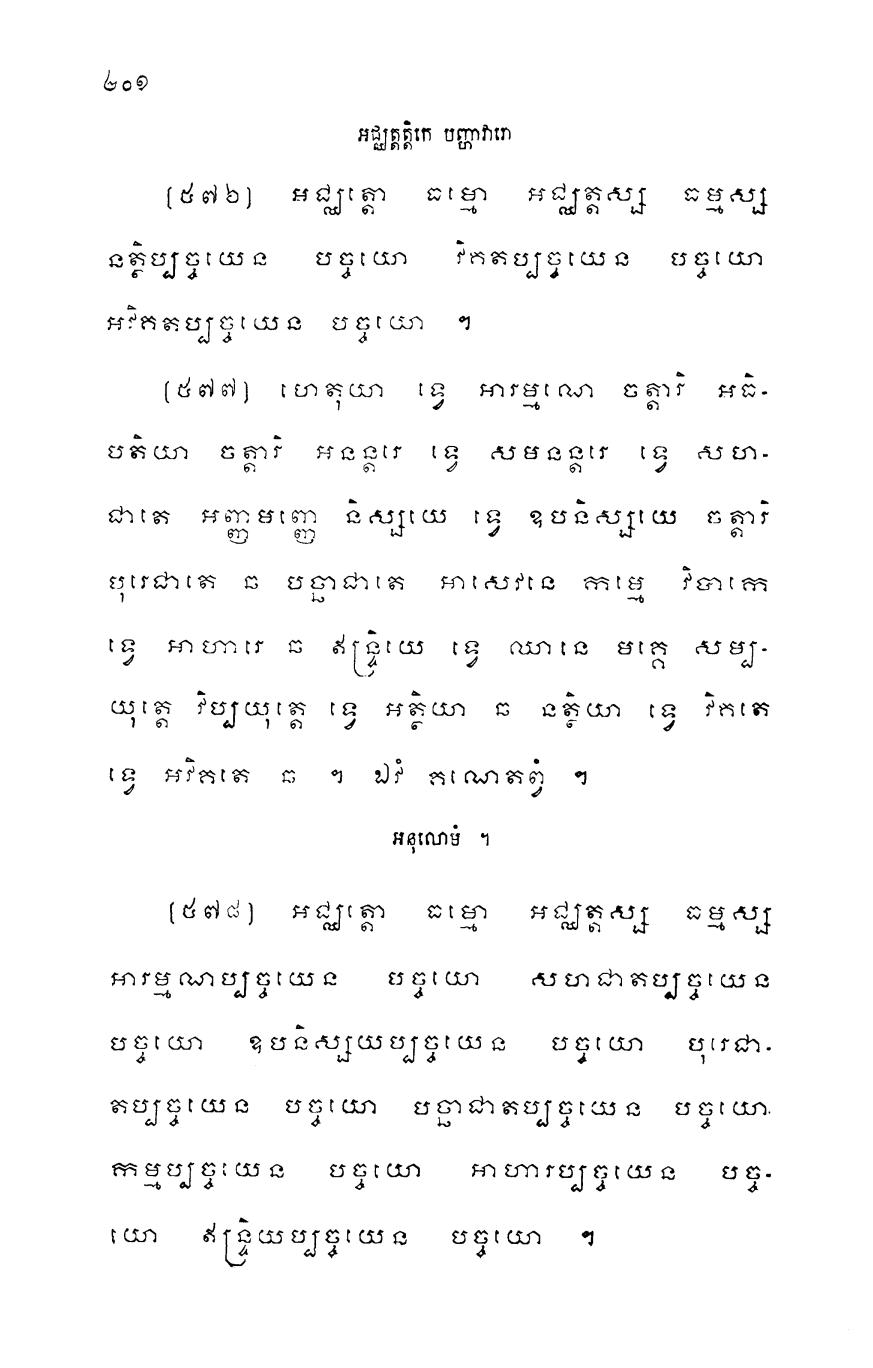 ២០១
អជ្ឈត្តត្តិកេ បញ្ហាវារោ
(៥៧៦) អជ្ឈត្តោ ធម្មោ អជ្ឈត្តស្ស ធម្មស្ស
នត្ថិប្បច្ចយេន បច្ចយោ វិគតប្បច្ចយេន បច្ចយោ
អវិគតប្បច្ចយេន បច្ចយោ ។
(៥៧៧) ហេតុយា ទ្វេ អារម្មណេ ចត្តារិ អធិ-
បតិយា ចត្តារិ អនន្តរេ ទ្វេ សមនន្តរេ ទ្វេ សហ-
ជាតេ អញ្ញមញ្ញេ និស្សយេ ទ្វេ ឧបនិស្សយេ ចត្តារិ
បុរេជាតេ ឆ បច្ឆាជាតេ អាសេវនេ កម្មេ វិបាកេ
ទ្វេ អាហារេ ឆ ឥន្ទ្រិយេ ទ្វេ ឈានេ មគ្គេ សម្ប-
យុត្តេ វិប្បយុត្តេ ទ្វេ អត្ថិយា ឆ នត្ថិយា ទ្វេ វិគតេ
ទ្វេ អវិគតេ ឆ ។ ឯវំ គណេតព្វំ ។
អនុលោមំ ។
(៥៧៨) អជ្ឈត្តោ ធម្មោ អជ្ឈត្តស្ស ធម្មស្ស
អារម្មណប្បច្ចយេន បច្ចយោ សហជាតប្បច្ចយេន
បច្ចយោ ឧបនិស្សយប្បច្ចយេន បច្ចយោ បុរេជា-
តប្បច្ចយេន បច្ចយោ បច្ឆាជាតប្បច្ចយេន បច្ចយោ
កម្មប្បច្ចយេន បច្ចយោ អាហារប្បច្ចយេន បច្ច-
យោ ឥន្ទ្រិយប្បច្ចយេន បច្ចយោ ។